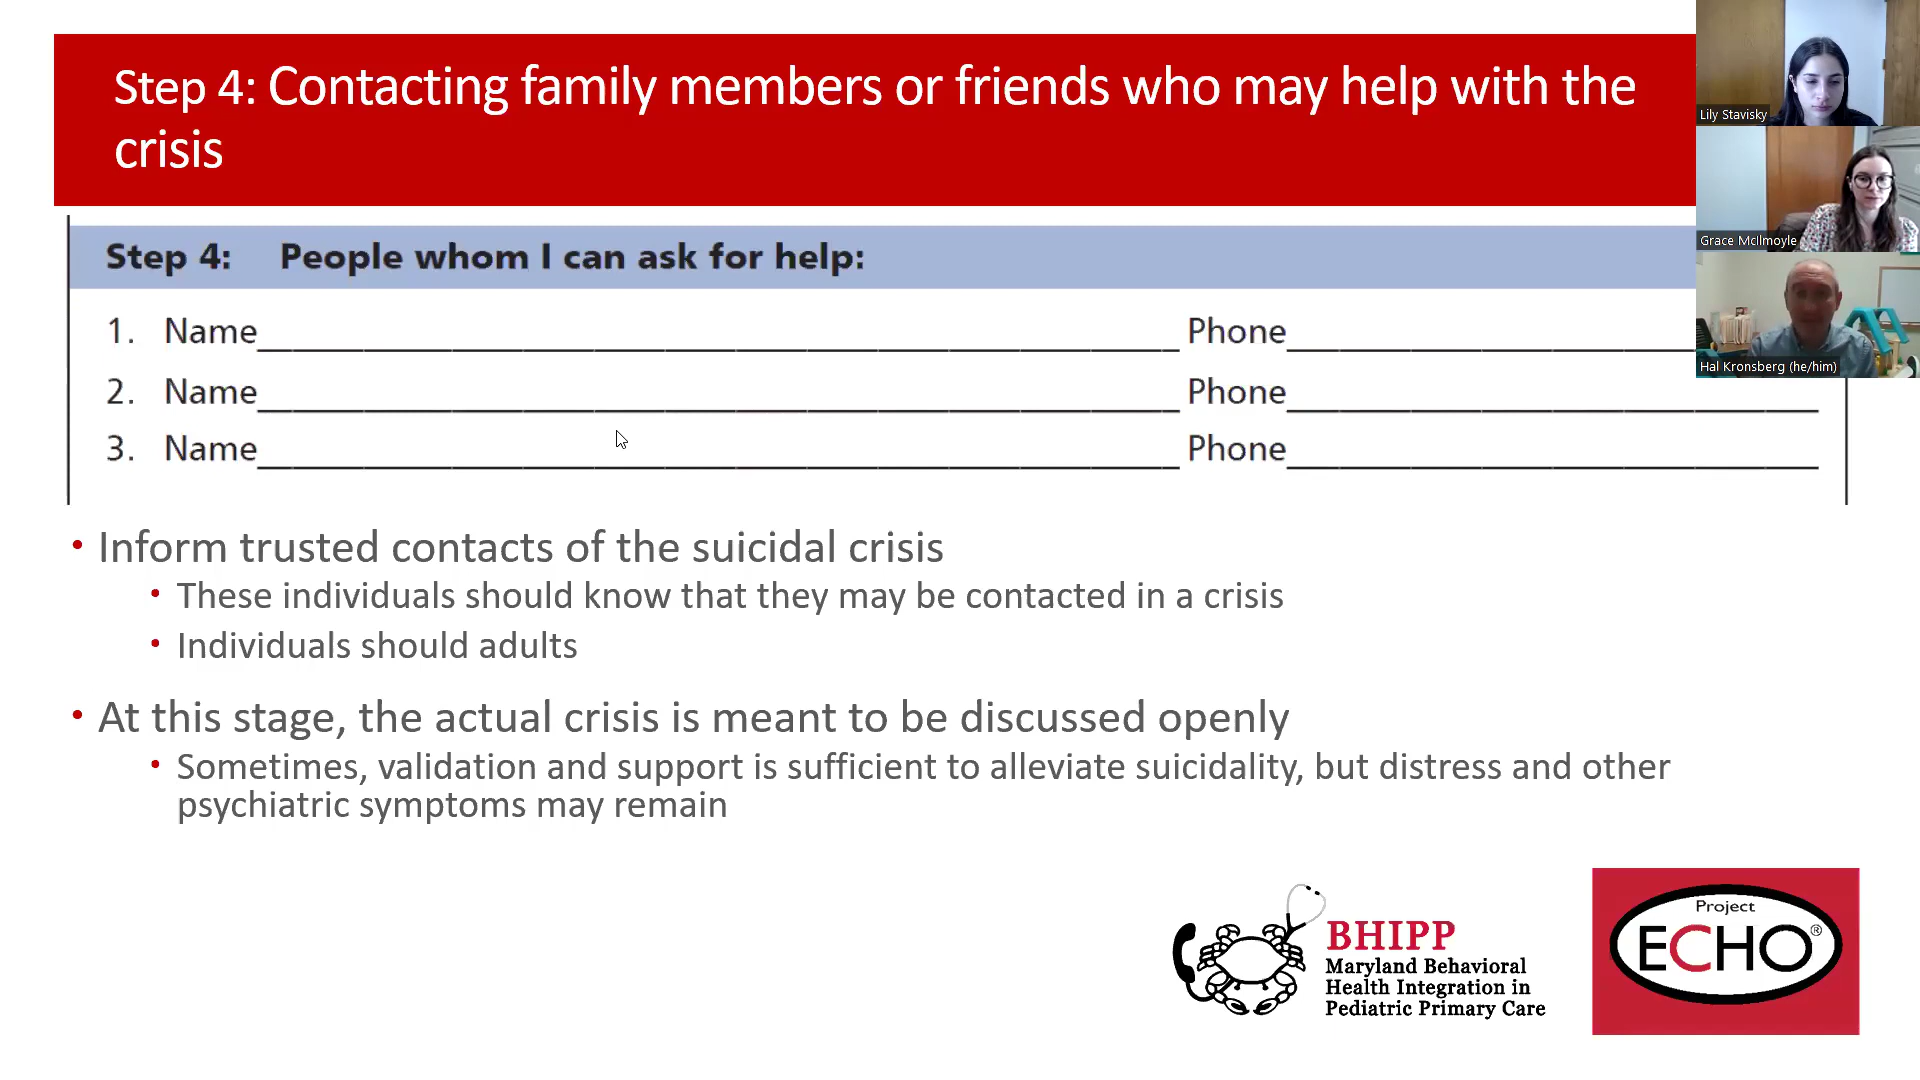 Step 4: Contacting family members or friends who may help with the
crisis
Step 4: People whom I can ask for help:
1. Name Phone
2. Name Phone
3. Name Phone
• Inform trusted contacts of the suicidal crisis
• These individuals should know that they may be contacted in a crisis
• Individuals should adults
• At this stage, the actual crisis is meant to be discussed openly
• Sometimes, validation and support is sufficient to alleviate suicidality, but distress and other
psychiatric symptoms may remain
BHIPP
Maryland Behavioral
Health Integration in
Pediatric Primary Care
Project
ECHO®
Lily Stavisky
Grace McIlmoyle
Hal Kronsberg (he/him)